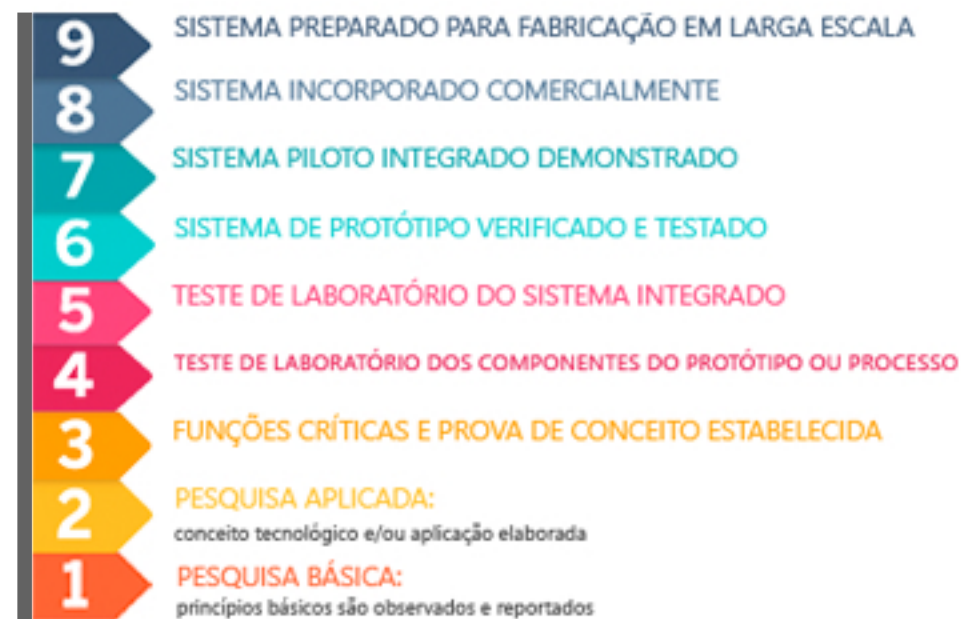 9 SISTEMA PREPARADO PARA FABRICAÇÃO EM LARGA ESCALA
8 SISTEMA INCORPORADO COMERCIALMENTE
7 SISTEMA PILOTO INTEGRADO DEMONSTRADO
6 SISTEMA DE PROTÓTIPO VERIFICADO E TESTADO
5 TESTE DE LABORATÓRIO DO SISTEMA INTEGRADO
4 TESTE DE LABORATÓRIO DOS COMPONENTES DO PROTÓTIPO OU PROCESSO
3 FUNÇÕES CRÍTICAS E PROVA DE CONCEITO ESTABELECIDA
2 PESQUISA APLICADA:
conceito tecnológico e/ou aplicação elaborada
1 PESQUISA BÁSICA:
princípios básicos são observados e reportados